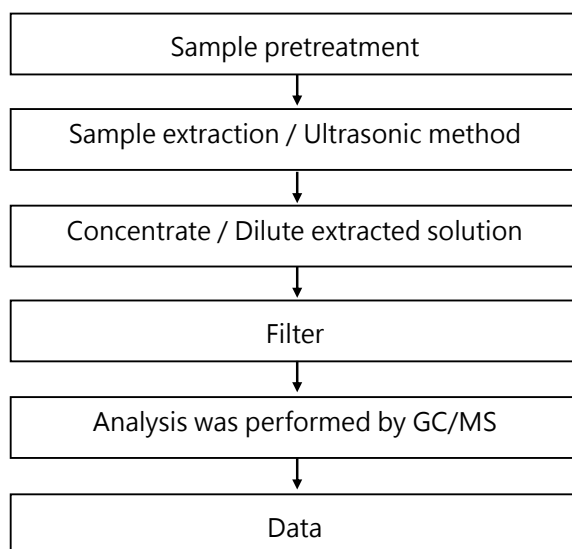 Sample pretreatment
Sample extraction / Ultrasonic method
Concentrate / Dilute extracted solution
Filter
Analysis was performed by GC/MS
Data